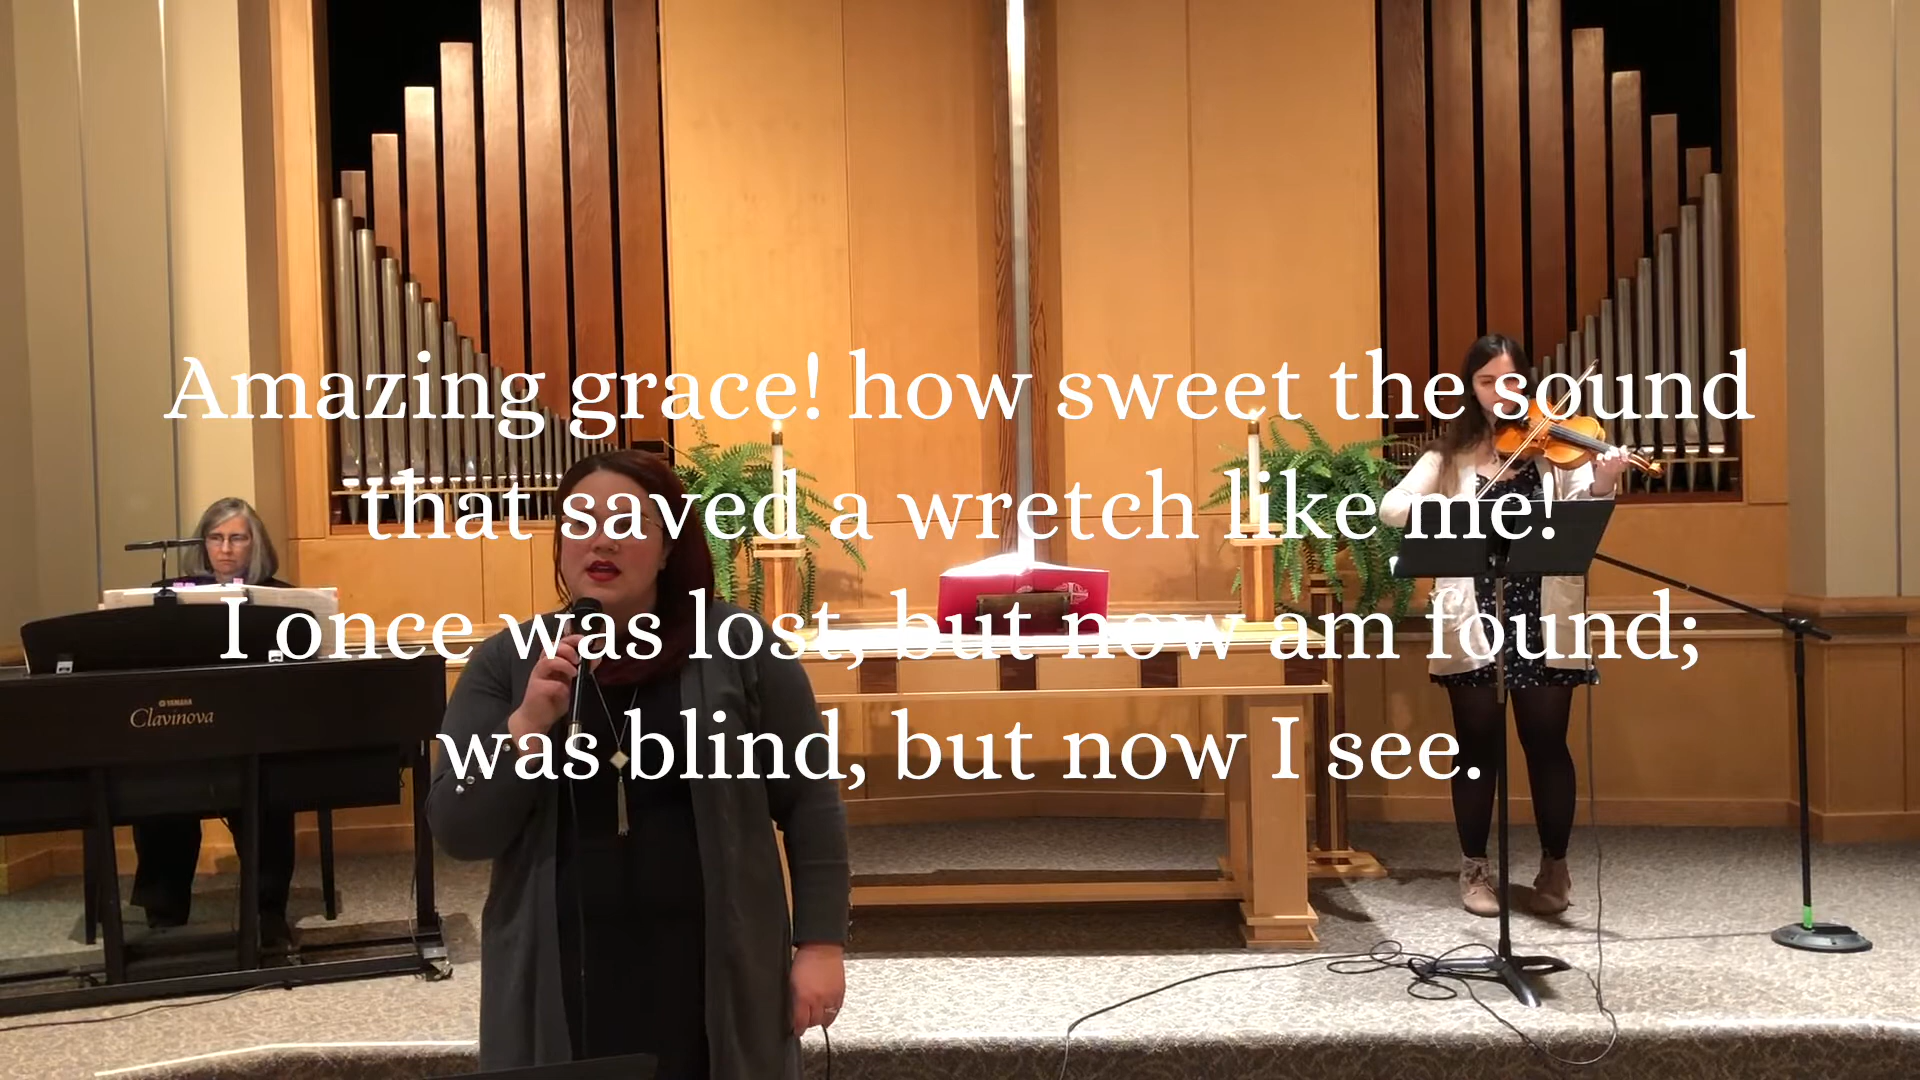 Amazing grace! how sweet the sound
that saved a wretch like me!
I once was lost, but now am found;
was blind, but now I see.
YAMAHA
Clavinova